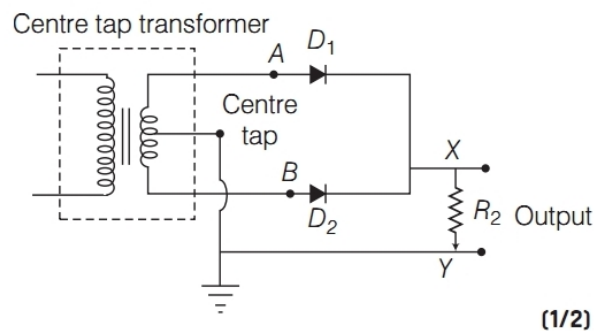 Centre tap transformer
A D1
Centre
tap
B
D2
X
R2 Output
Y
(1/2)